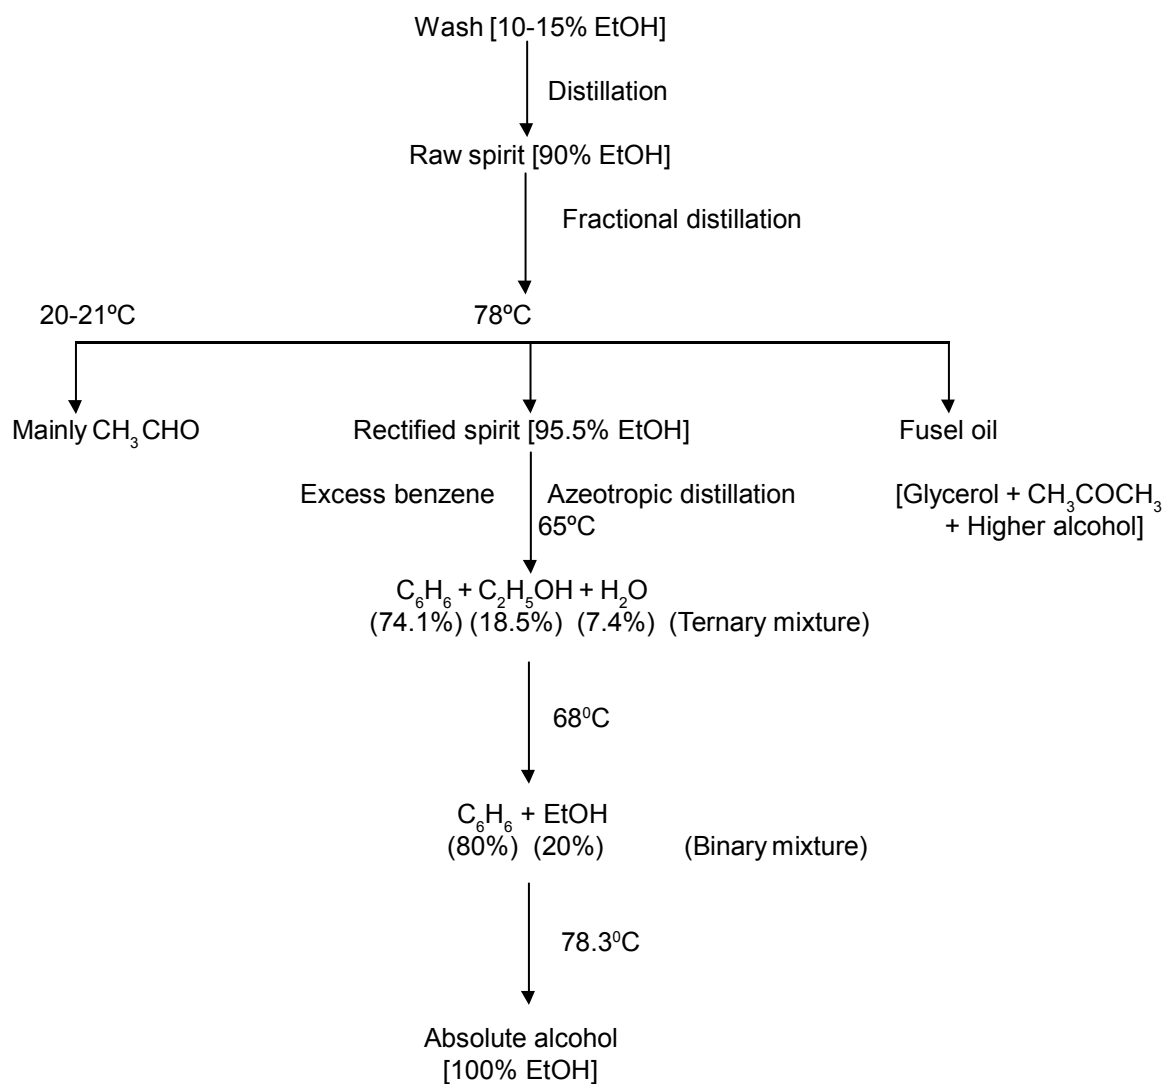 Wash [10-15% EtOH]
Distillation
Raw spirit [90% EtOH]
Fractional distillation
20-21ºC 78ºC
Mainly CH₃CHO Rectified spirit [95.5% EtOH] Fusel oil
Excess benzene Azeotropic distillation [Glycerol + CH₃COCH₃
65ºC + Higher alcohol]
C₆H₆ + C₂H₅OH + H₂O
(74.1%) (18.5%) (7.4%) (Ternary mixture)
68⁰C
C₆H₆ + EtOH
(80%) (20%) (Binary mixture)
78.3⁰C
Absolute alcohol
[100% EtOH]